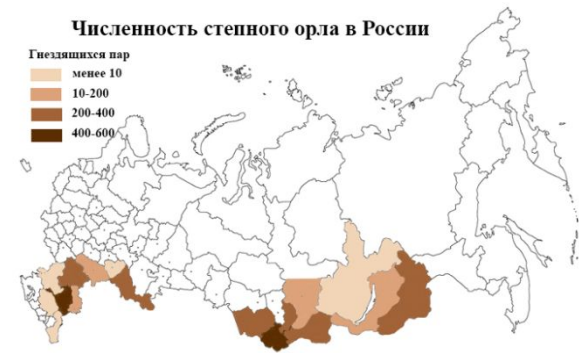 Численность степного орла в России
Гнездящихся пар
менее 10
10-200
200-400
400-600